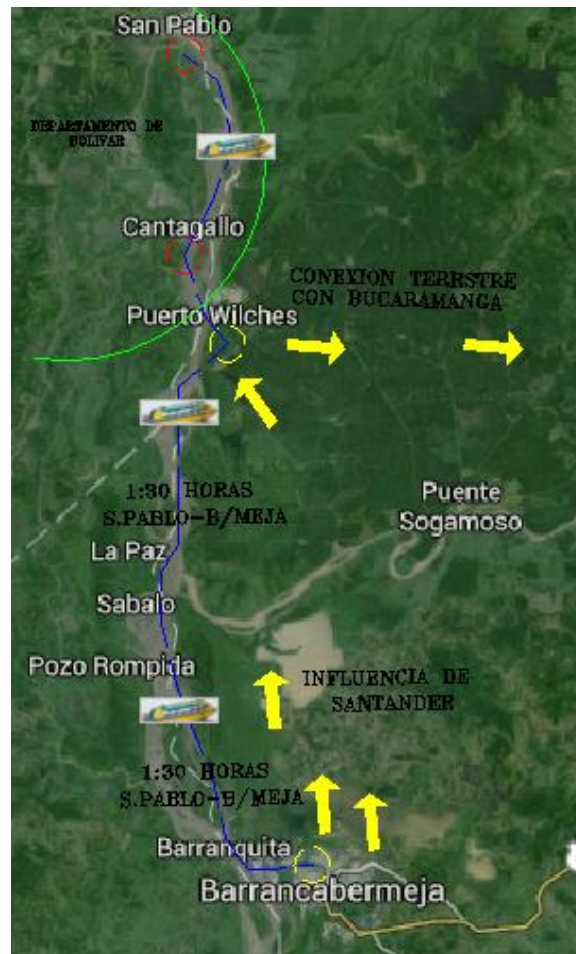 San Pablo
DEPARTAMENTO DE
BOLIVAR
Cantagallo
CONEXION TERRESTRE
CON BUCARAMANGA
Puerto Wilches
1:30 HORAS
S.PABLO-B/MEJA
Puente
Sogamoso
La Paz
Sabalo
Pozo Rompida
INFLUENCIA DE
SANTANDER
1:30 HORAS
S.PABLO-B/MEJA
Barranquita
Barrancabermeja